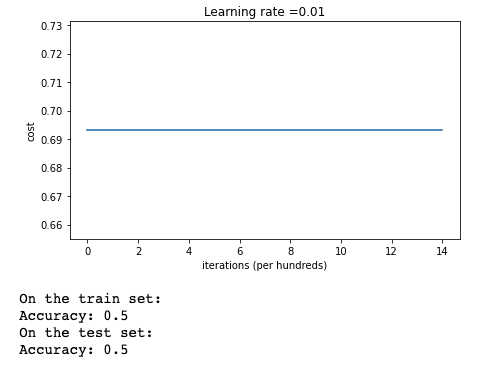 Learning rate =0.01
0.73
0.72
0.71
0.70
0.69
0.68
0.67
0.66
cost
0 2 4 6 8 10 12 14
iterations (per hundreds)
On the train set:
Accuracy: 0.5
On the test set:
Accuracy: 0.5